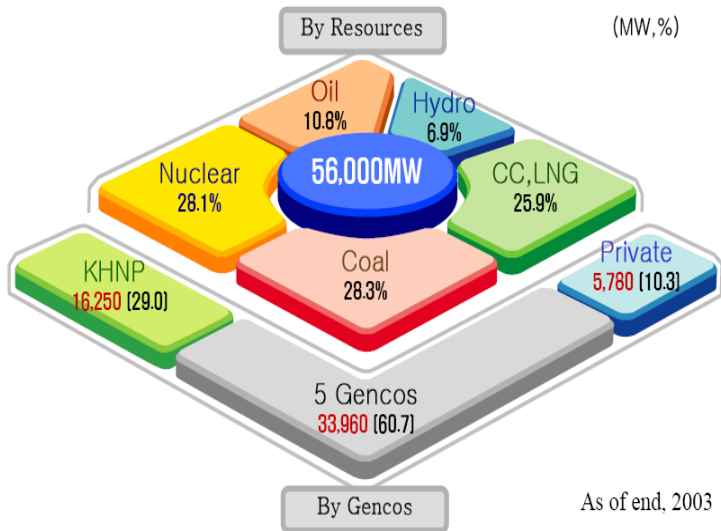 By Resources
(MW,%)
Oil
10.8%
Hydro
6.9%
Nuclear
28.1%
56,000MW
CC,LNG
25.9%
Coal
28.3%
KHNP
16,250 (29.0)
Private
5,780 (10.3)
5 Gencos
33,960 (60.7)
By Gencos
As of end, 2003